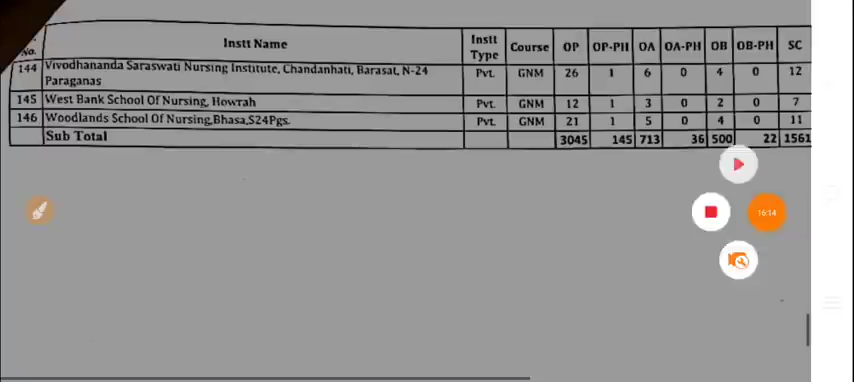 No. Instt Name Instt Type Course OP OP-PH OA OA-PH OB OB-PH SC
144 Vivodhananda Saraswati Nursing Institute, Chandanhati, Barasat, N-24 Paraganas Pvt. GNM 26 1 6 0 4 0 12
145 West Bank School Of Nursing, Howrah Pvt. GNM 12 1 3 0 2 0 7
146 Woodlands School Of Nursing,Bhasa,S24Pgs. Pvt. GNM 21 1 5 0 4 0 11
Sub Total 3045 145 713 36 500 22 1561
16:14